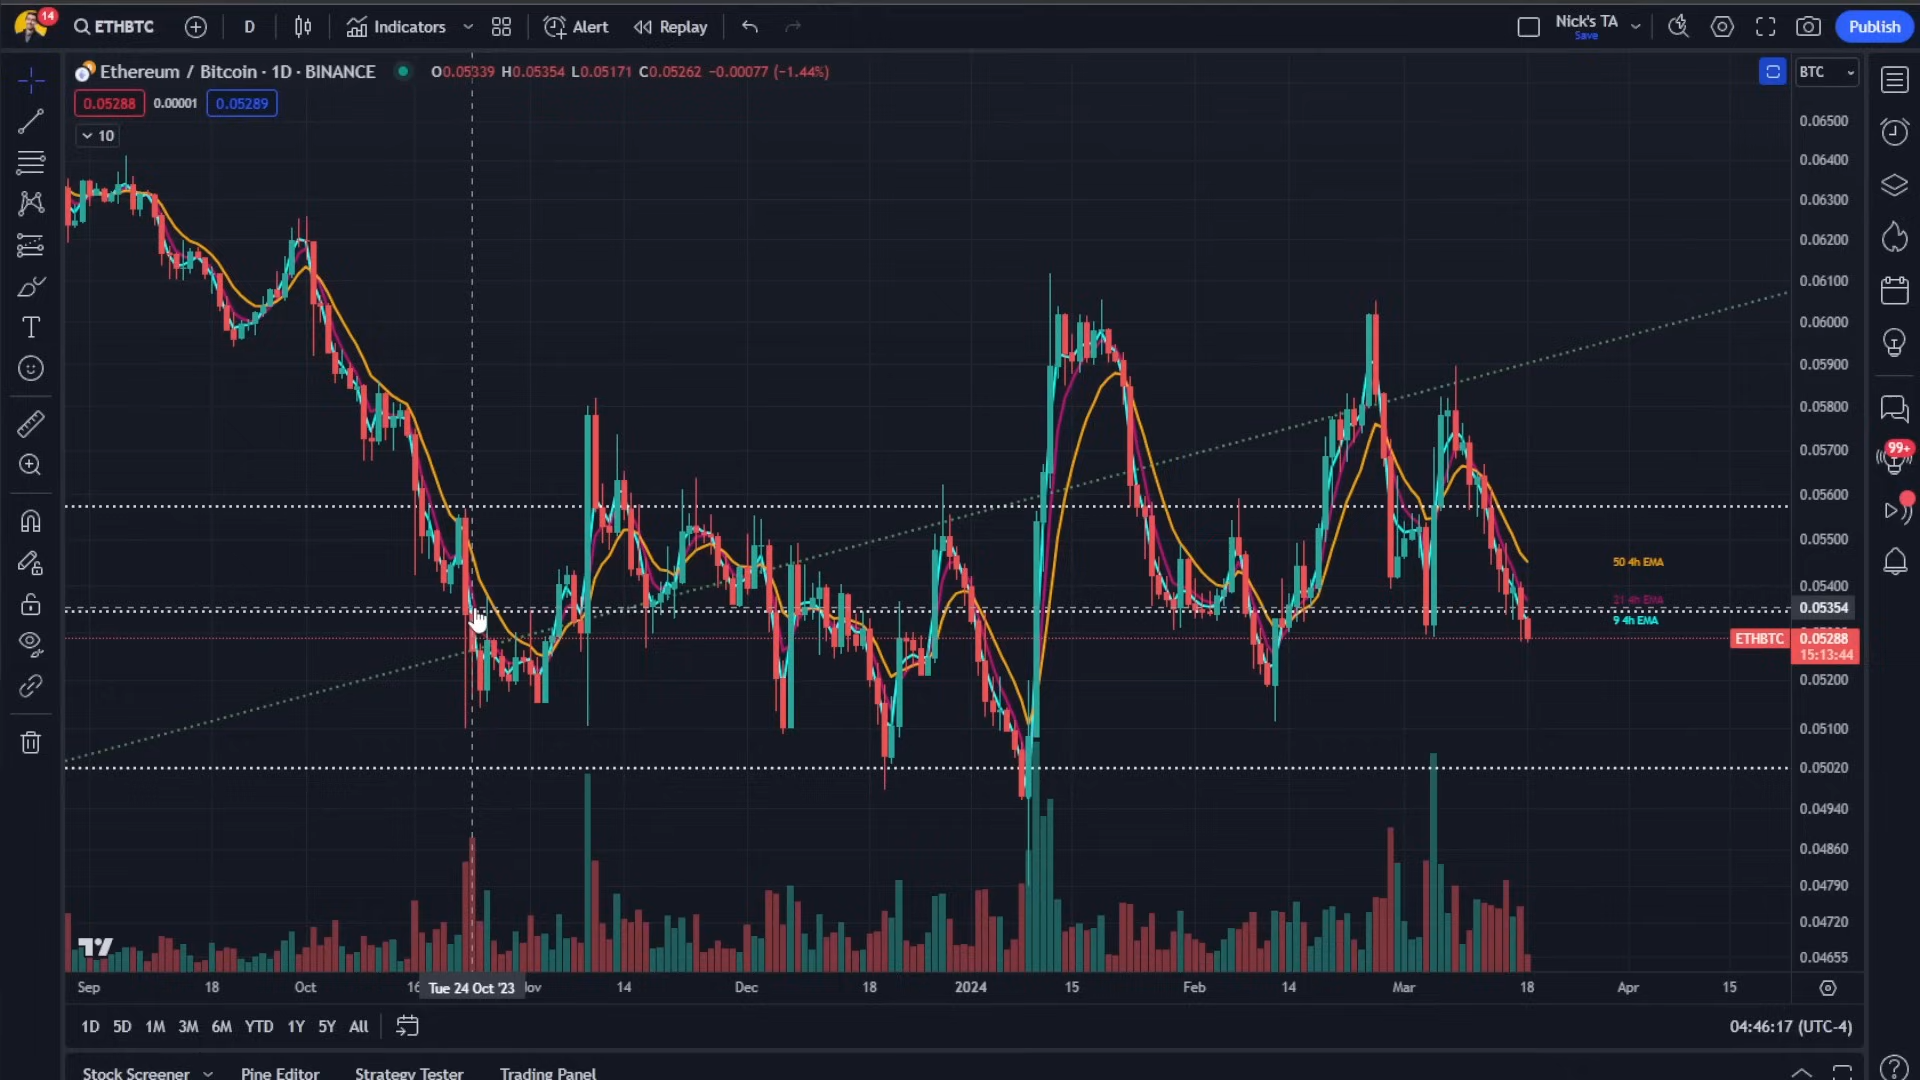 14
ETHBTC
D
Indicators
Alert
Replay
Nick's TA
Save
Publish
Ethereum / Bitcoin · 1D · BINANCE
O0.05339 H0.05354 L0.05171 C0.05262 −0.00077 (−1.44%)
BTC
0.05288 0.00001 0.05289
10
0.06500
0.06400
0.06300
0.06200
0.06100
0.06000
0.05900
0.05800
0.05700
99+
0.05600
0.05500
50 4h EMA
0.05400
21 4h EMA
0.05354
9 4h EMA
ETHBTC 0.05288
15:13:44
0.05200
0.05100
0.05020
0.04940
0.04860
0.04790
0.04720
0.04655
Sep 18 Oct Tue 24 Oct '23 14 Dec 18 2024 15 Feb 14 Mar 18 Apr 15
1D 5D 1M 3M 6M YTD 1Y 5Y All
04:46:17 (UTC-4)
Stock Screener Pine Editor Strategy Tester Trading Panel